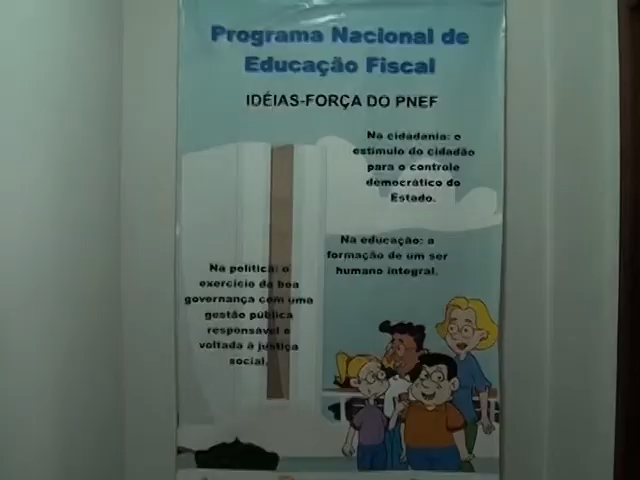 Programa Nacional de
Educação Fiscal
IDÉIAS-FORÇA DO PNEF
Na cidadania: o
estímulo do cidadão
para o controle
democrático do
Estado.
Na educação: a
formação de um ser
humano integral.
Na política: o
exercício da boa
governança com uma
gestão pública
responsável e
voltada à justiça
social.